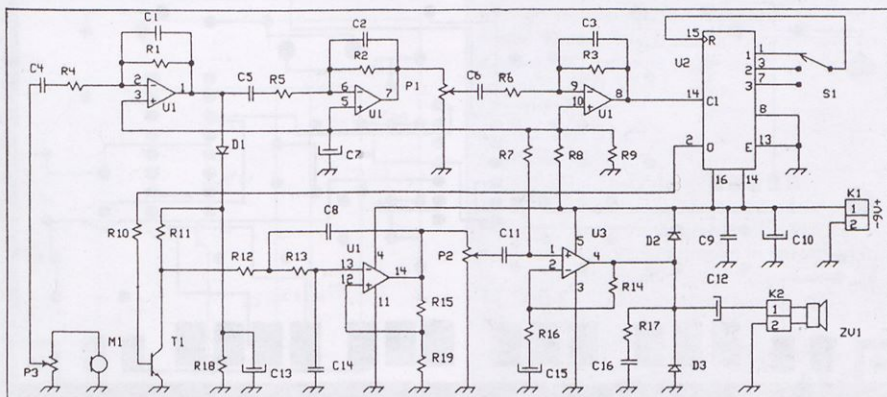 C1
R1
C4
R4
2
3
1
U1
C5
R5
C2
R2
6
5
7
U1
P1
C6
R6
C3
R3
9
10
8
U1
15
R
U2
14
C1
1
2
3
3
7
1
S1
8
2
O
E
13
16
14
D1
C7
R7
R8
R9
K1
1
2
-9V+
R10
R11
C8
R12
R13
U1
4
13
12
14
11
P2
C11
1
2
U3
5
4
3
D2
C9
C10
C12
K2
1
2
ZV1
R14
R15
R16
R17
P3
M1
T1
R18
C13
C14
R19
C15
C16
D3